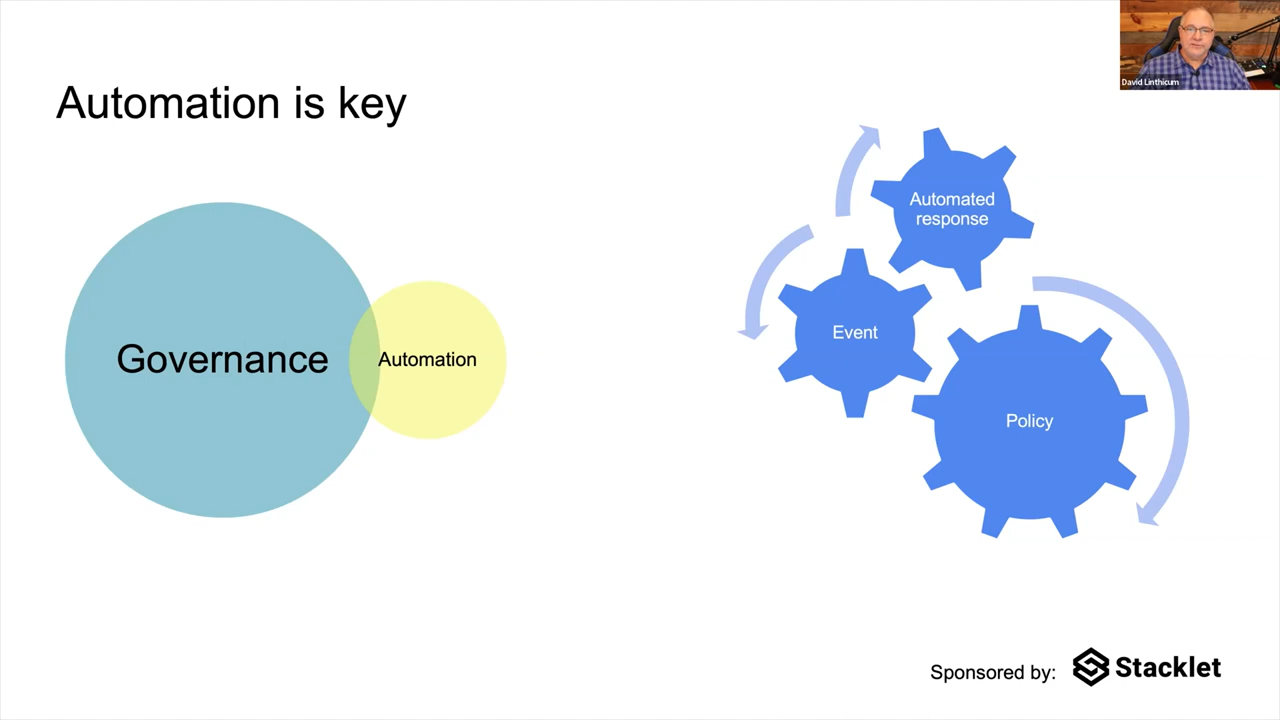 David Linthicum
Automation is key
Governance
Automation
Automated
response
Event
Policy
Sponsored by:
Stacklet